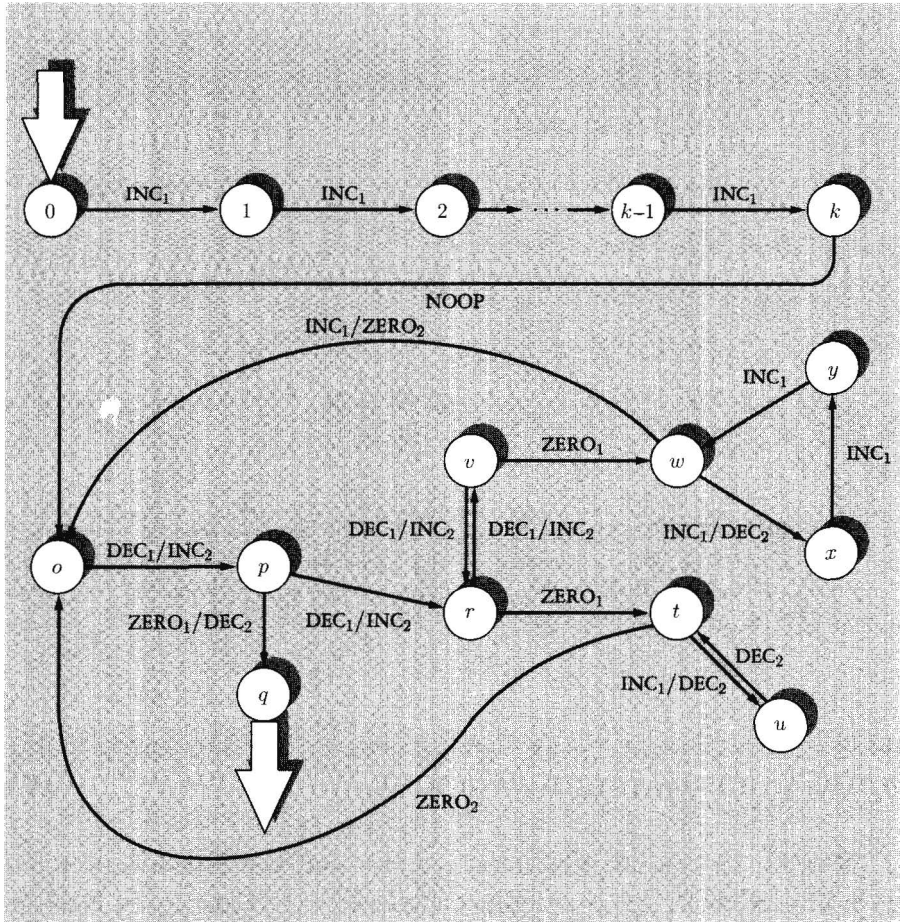 INC₁ INC₁ INC₁
0 1 2 ... k–1 k
NOOP
INC₁/ZERO₂
y
INC₁
v ZERO₁ w INC₁
DEC₁/INC₂ DEC₁/INC₂ INC₁/DEC₂
o DEC₁/INC₂ p x
ZERO₁/DEC₂ DEC₁/INC₂ r ZERO₁ t
q INC₁/DEC₂ DEC₂
u
ZERO₂